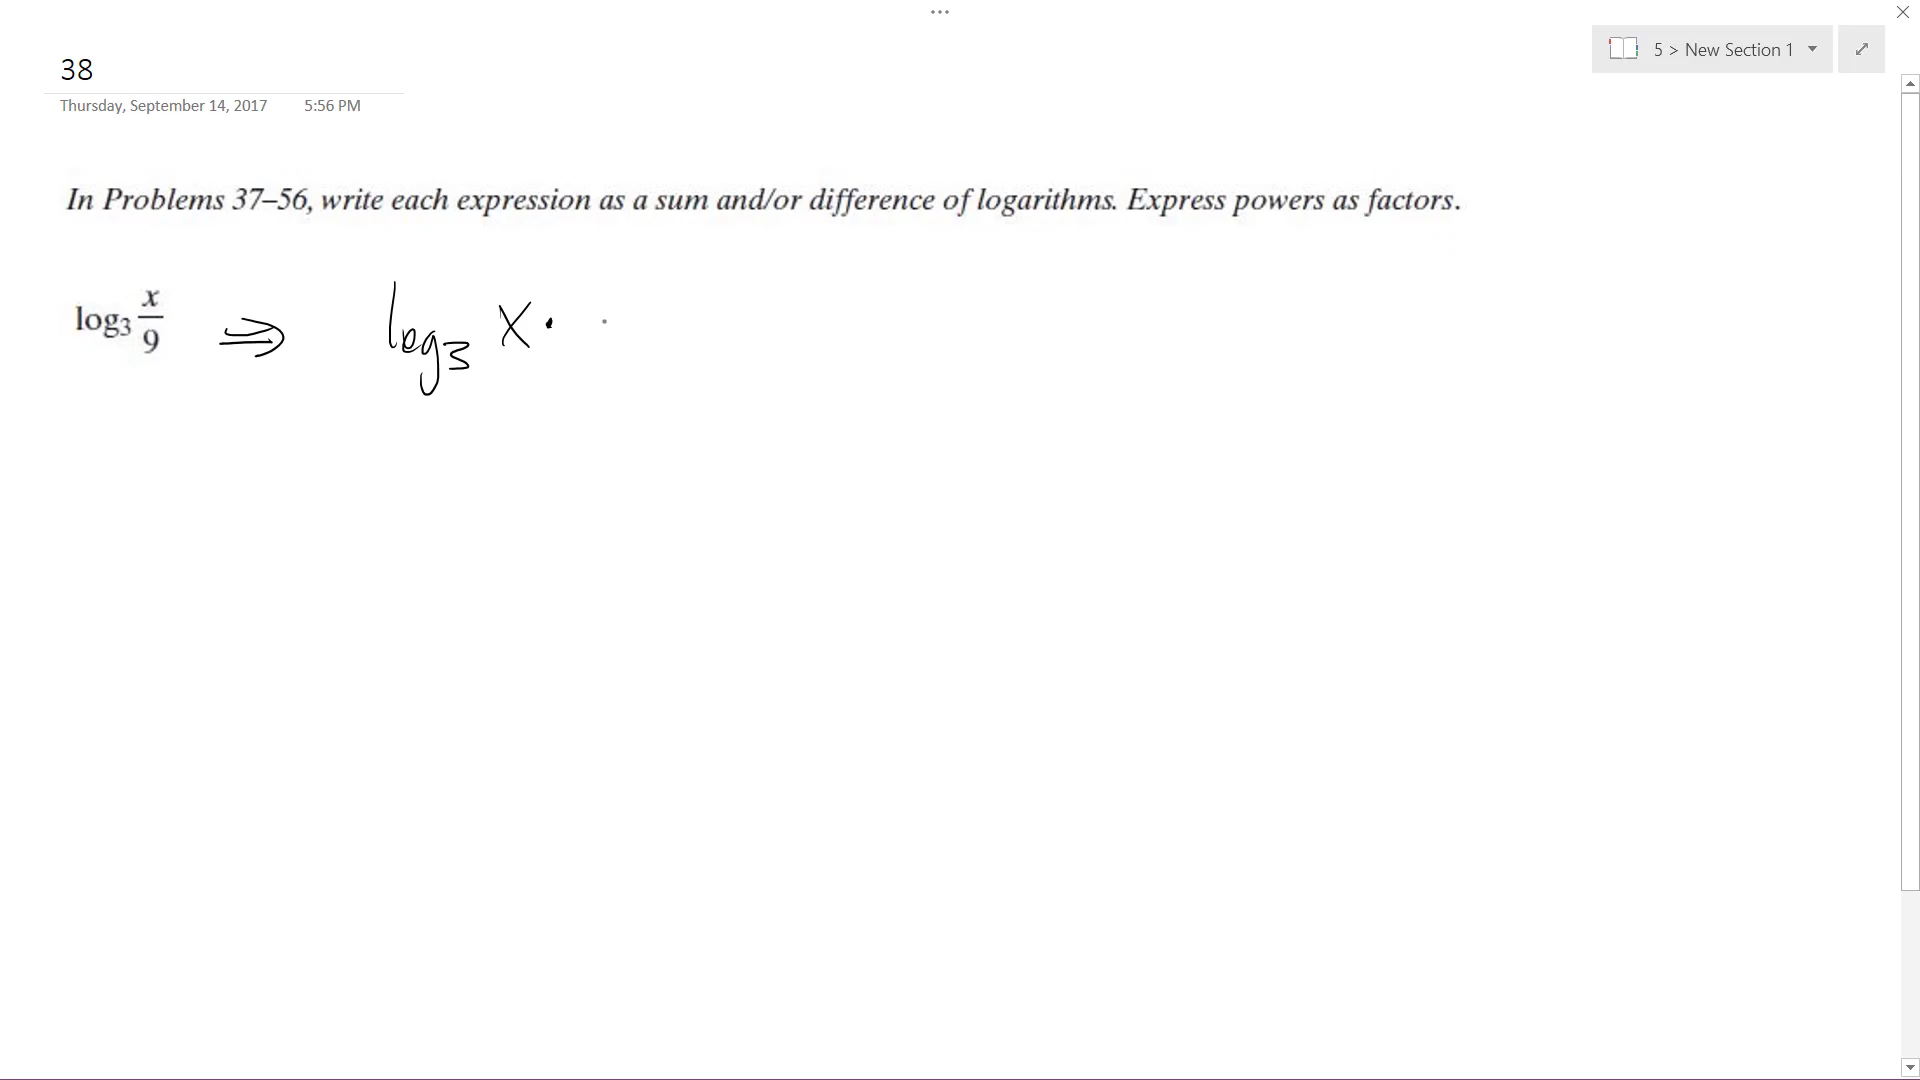 5 > New Section 1
38
Thursday, September 14, 2017 5:56 PM
In Problems 37–56, write each expression as a sum and/or difference of logarithms. Express powers as factors.
log₃ x/9 ⇒ log₃ x ·